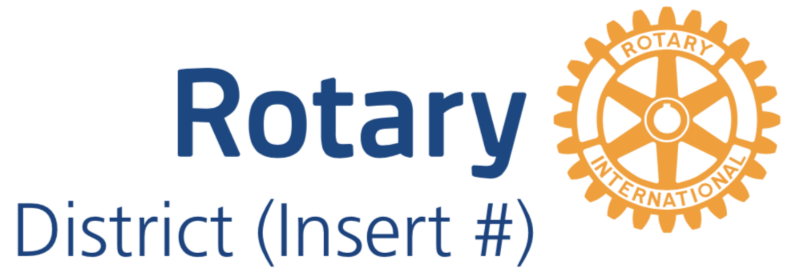 Rotary
District (Insert #)
ROTARY
INTERNATIONAL